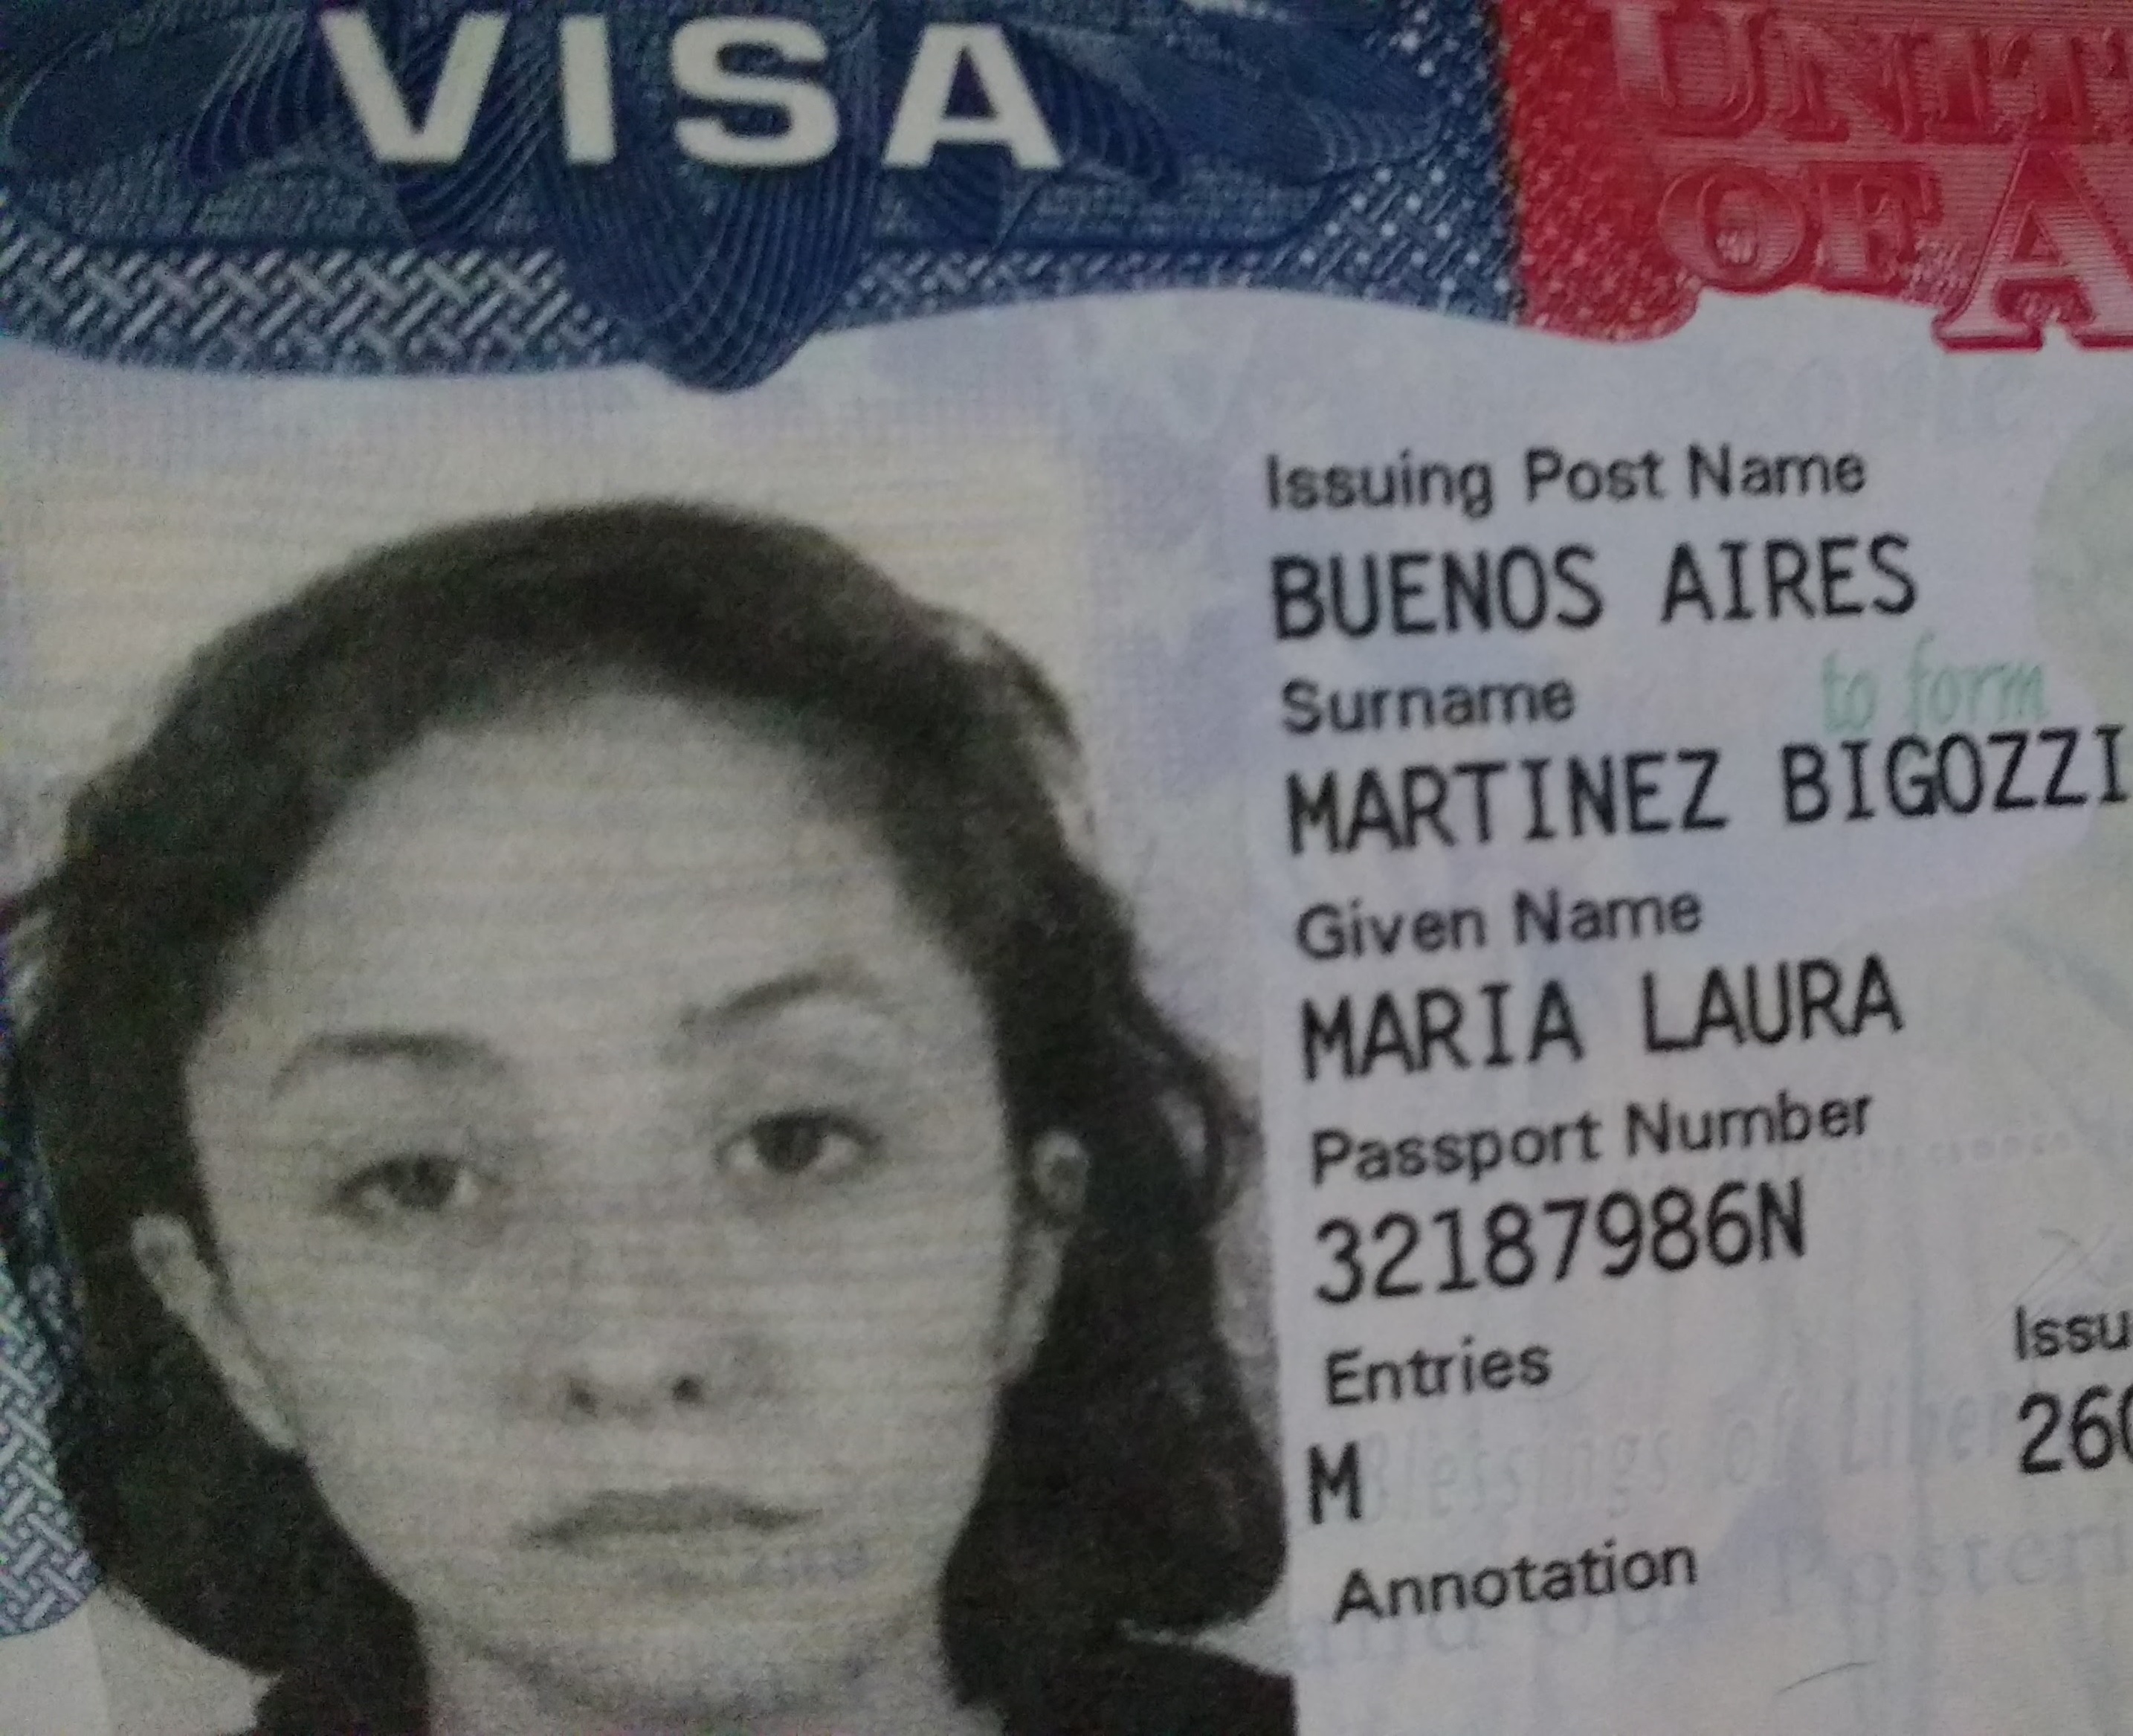 VISA
UNIT
OF A
Issuing Post Name
BUENOS AIRES
Surname
to form
MARTINEZ BIGOZZI
Given Name
MARIA LAURA
Passport Number
32187986N
Entries
Issu
M
260
Blessings of Liber
Annotation
and our Posteri